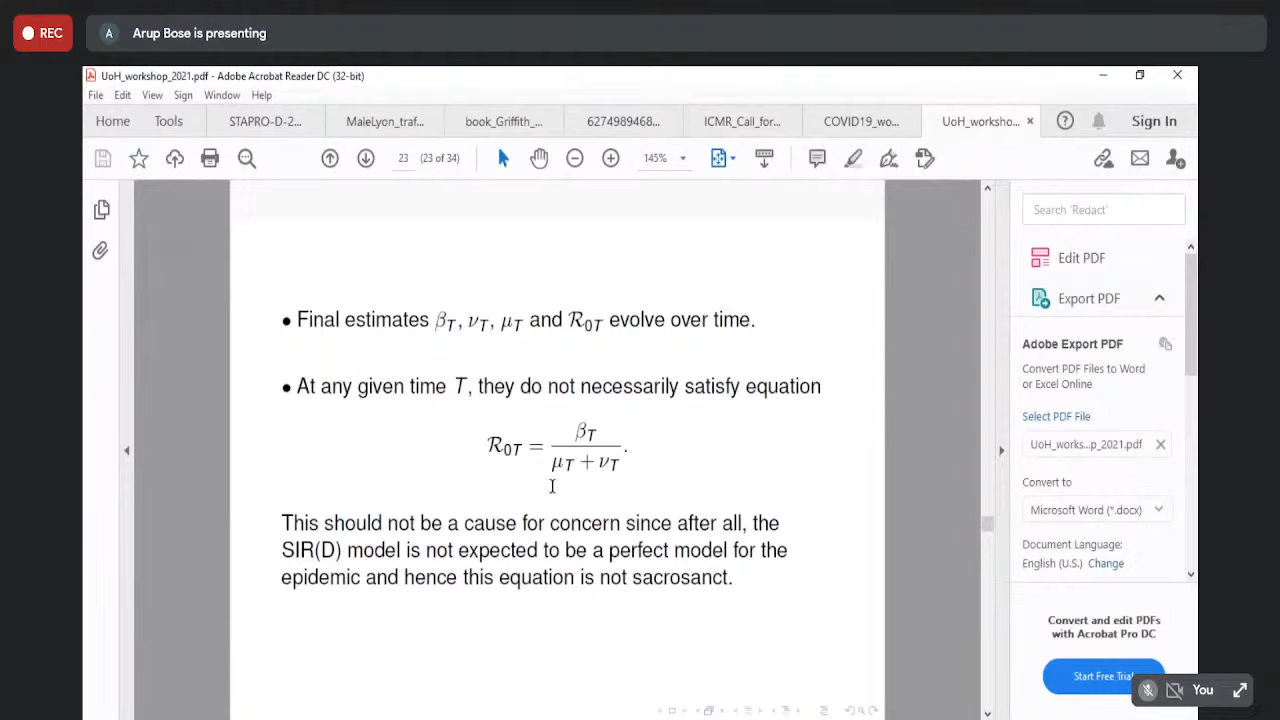 REC
A Arup Bose is presenting
UoH_workshop_2021.pdf - Adobe Acrobat Reader DC (32-bit)
File Edit View Sign Window Help
Home Tools STAPRO-D-2... MaleLyon_traf... book_Griffith_... 6274989468... ICMR_Call_for... COVID19_wo... UoH_worksho... × Sign In
23 (23 of 34) 145%
• Final estimates β_T, ν_T, μ_T and ℛ_0T evolve over time.
• At any given time T, they do not necessarily satisfy equation
ℛ_0T = β_T / (μ_T + ν_T).
This should not be a cause for concern since after all, the
SIR(D) model is not expected to be a perfect model for the
epidemic and hence this equation is not sacrosanct.
Search 'Redact'
Edit PDF
Export PDF
Adobe Export PDF
Convert PDF Files to Word
or Excel Online
Select PDF File
UoH_works...p_2021.pdf
Convert to
Microsoft Word (*.docx)
Document Language:
English (U.S.) Change
Convert and edit PDFs
with Acrobat Pro DC
Start Free Trial
You